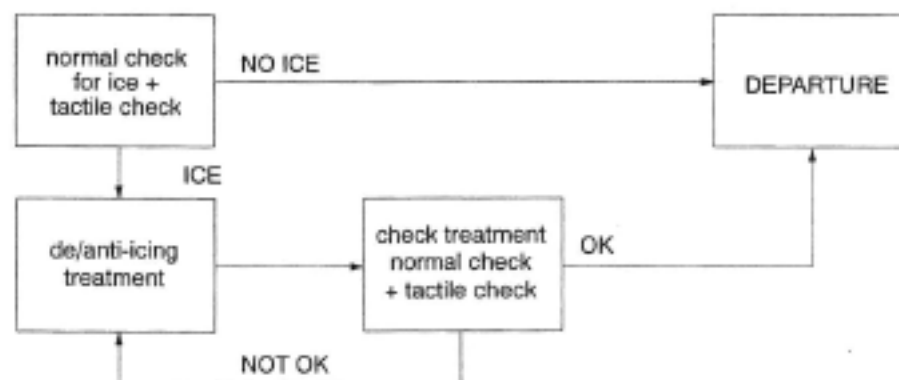 normal check
for ice +
tactile check
NO ICE
DEPARTURE
ICE
de/anti-icing
treatment
check treatment
normal check
+ tactile check
OK
NOT OK